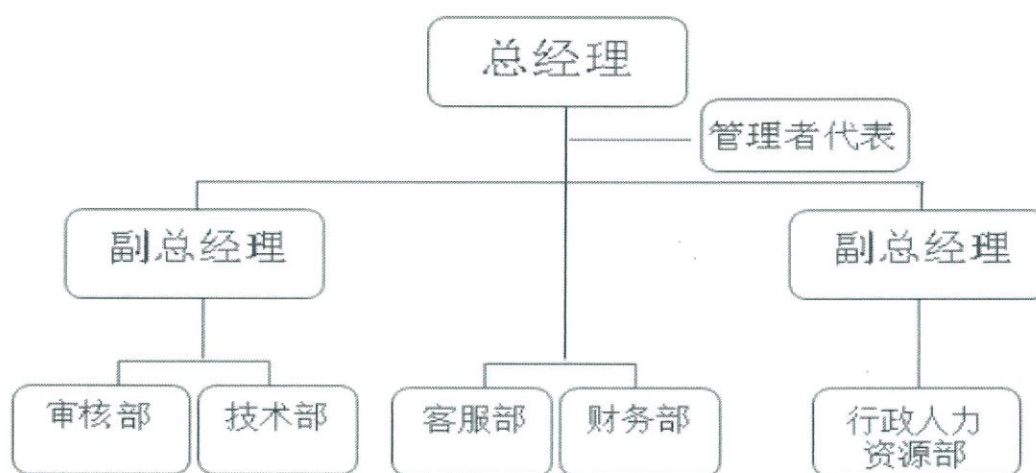 总经理
管理者代表
副总经理
副总经理
审核部
技术部
客服部
财务部
行政人力
资源部